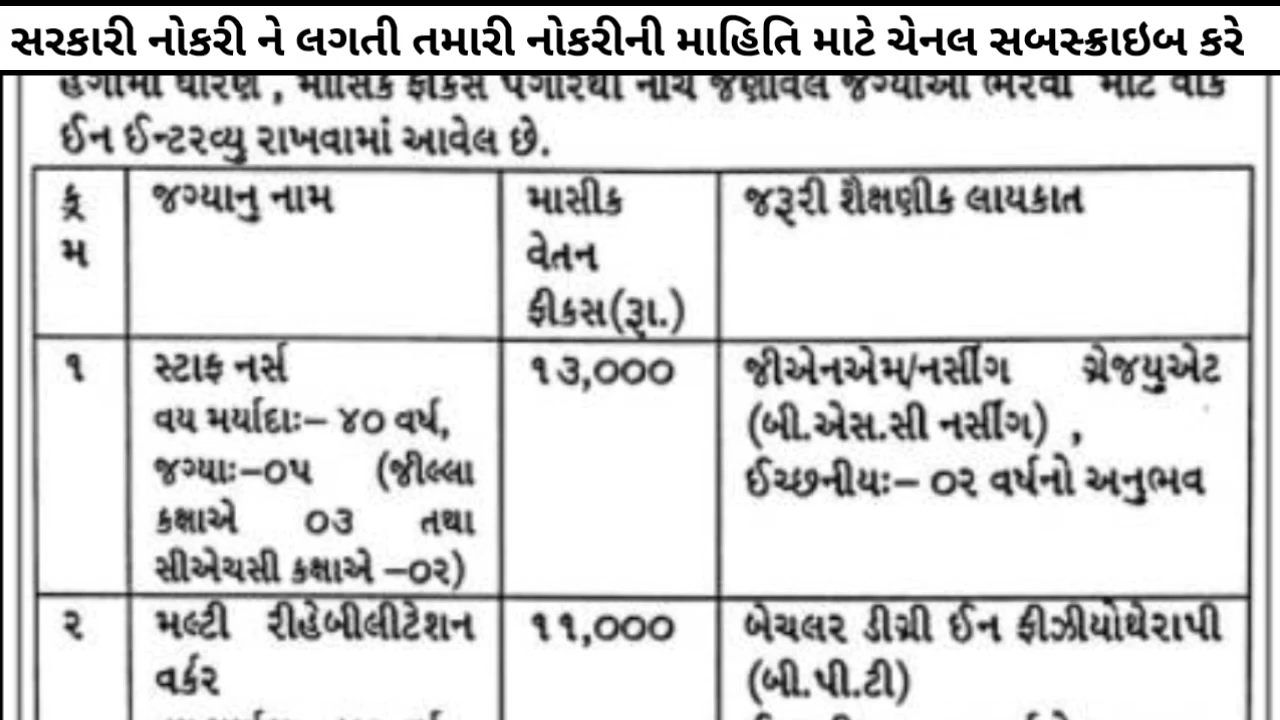 સરકારી નોકરી ને લગતી તમારી નોકરીની માહિતિ માટે ચેનલ સબસ્ક્રાઇબ કરે
હંગામી ધોરણે , માસિક ફીકસ પગારથી નીચે જણાવેલ જગ્યાઓ ભરવા માટે વોક
ઈન ઈન્ટરવ્યુ રાખવામાં આવેલ છે.
ક્ર
મ
જગ્યાનુ નામ
માસીક
વેતન
ફીકસ(રૂા.)
જરૂરી શૈક્ષણીક લાયકાત
૧
સ્ટાફ નર્સ
વય મર્યાદાઃ– ૪૦ વર્ષ,
જગ્યાઃ–૦૫ (જીલ્લા
કક્ષાએ ૦૩ તથા
સીએચસી કક્ષાએ –૦૨)
૧૩,૦૦૦
જીએનએમ/નર્સીંગ ગ્રેજયુએટ
(બી.એસ.સી નર્સીંગ) ,
ઈચ્છનીયઃ– ૦૨ વર્ષનો અનુભવ
૨
મલ્ટી રીહેબીલીટેશન
વર્કર
૧૧,૦૦૦
બેચલર ડીગ્રી ઈન ફીઝીયોથેરાપી
(બી.પી.ટી)